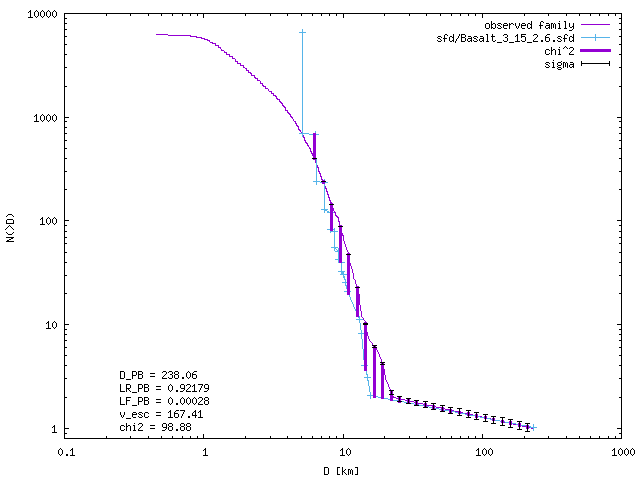 10000
1000
100
10
1
0.1
1
10
100
1000
N(>D)
D [km]
observed family
sfd/Basalt_3_15_2.6.sfd
chi^2
sigma
D_PB = 238.06
LR_PB = 0.92179
LF_PB = 0.00028
v_esc = 167.41
chi2 = 98.88